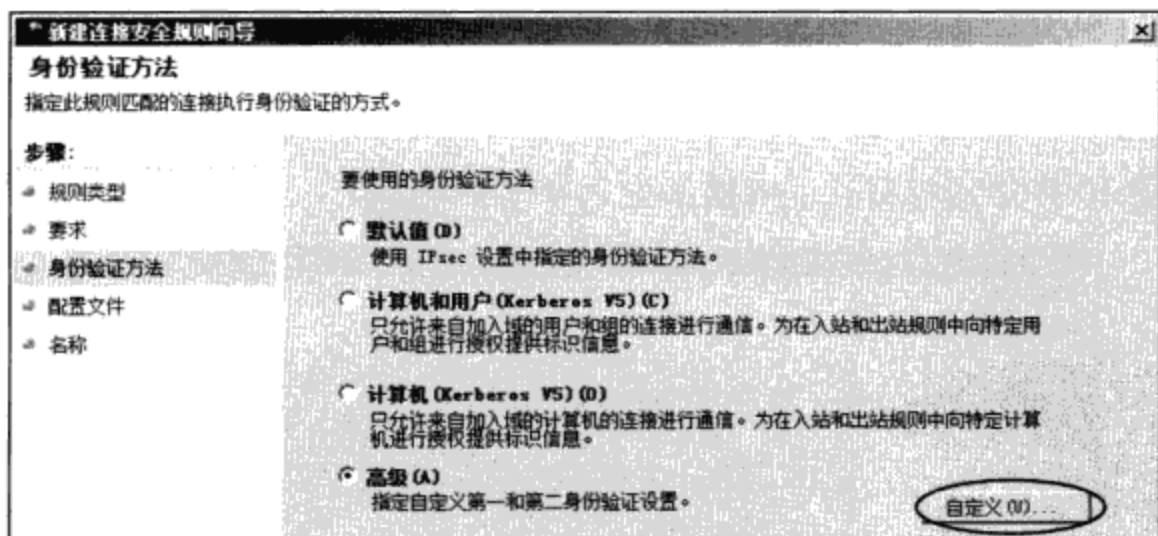 新建连接安全规则向导
身份验证方法
指定此规则匹配的连接执行身份验证的方式。
步骤:
规则类型
要求
身份验证方法
配置文件
名称
要使用的身份验证方法
默认值(D)
使用 IPsec 设置中指定的身份验证方法。
计算机和用户(Kerberos V5)(C)
只允许来自加入域的用户和组的连接进行通信。为在入站和出站规则中向特定用
户和组进行授权提供标识信息。
计算机(Kerberos V5)(O)
只允许来自加入域的计算机的连接进行通信。为在入站和出站规则中向特定计算
机进行授权提供标识信息。
高级(A)
指定自定义第一和第二身份验证设置。
自定义(U)...